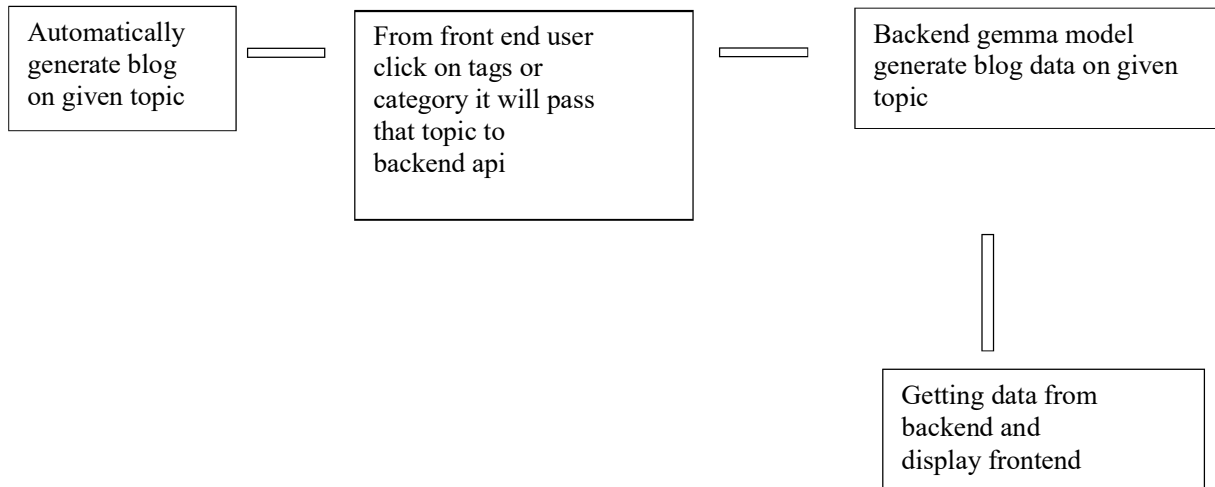 Automatically
generate blog
on given topic
From front end user
click on tags or
category it will pass
that topic to
backend api
Backend gemma model
generate blog data on given
topic
Getting data from
backend and
display frontend